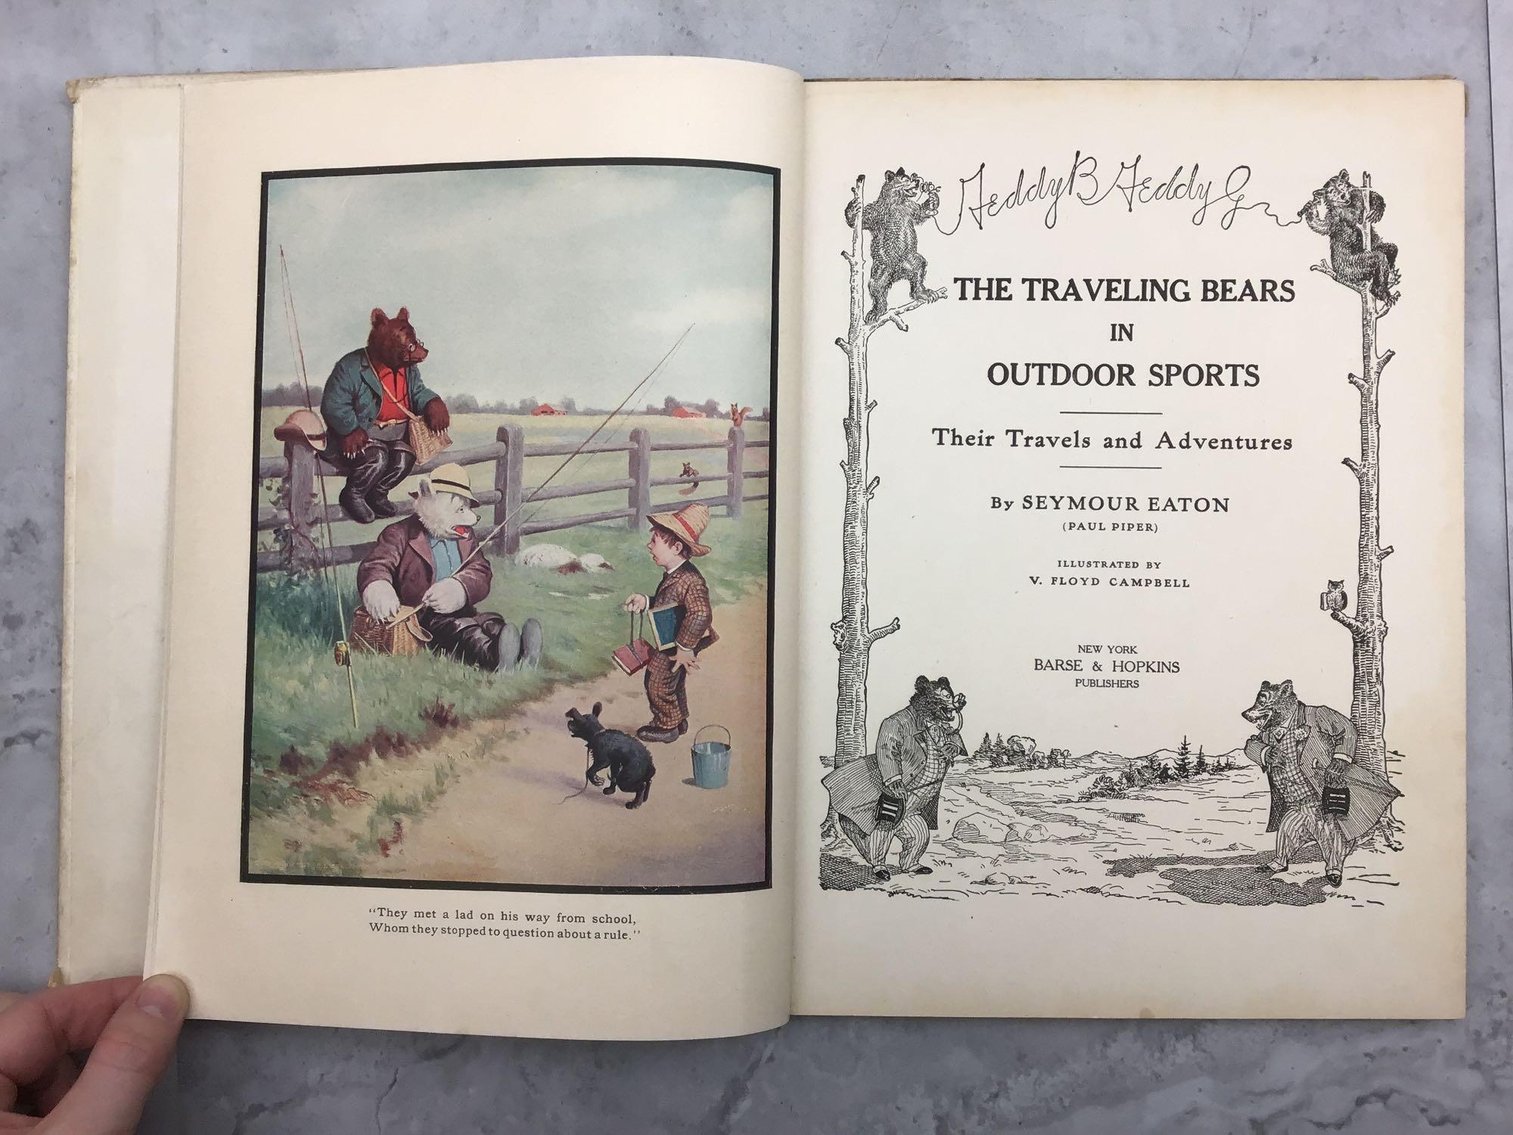 "They met a lad on his way from school,
Whom they stopped to question about a rule."
Teddy B Teddy G
THE TRAVELING BEARS
IN
OUTDOOR SPORTS
Their Travels and Adventures
By SEYMOUR EATON
(PAUL PIPER)
ILLUSTRATED BY
V. FLOYD CAMPBELL
NEW YORK
BARSE & HOPKINS
PUBLISHERS